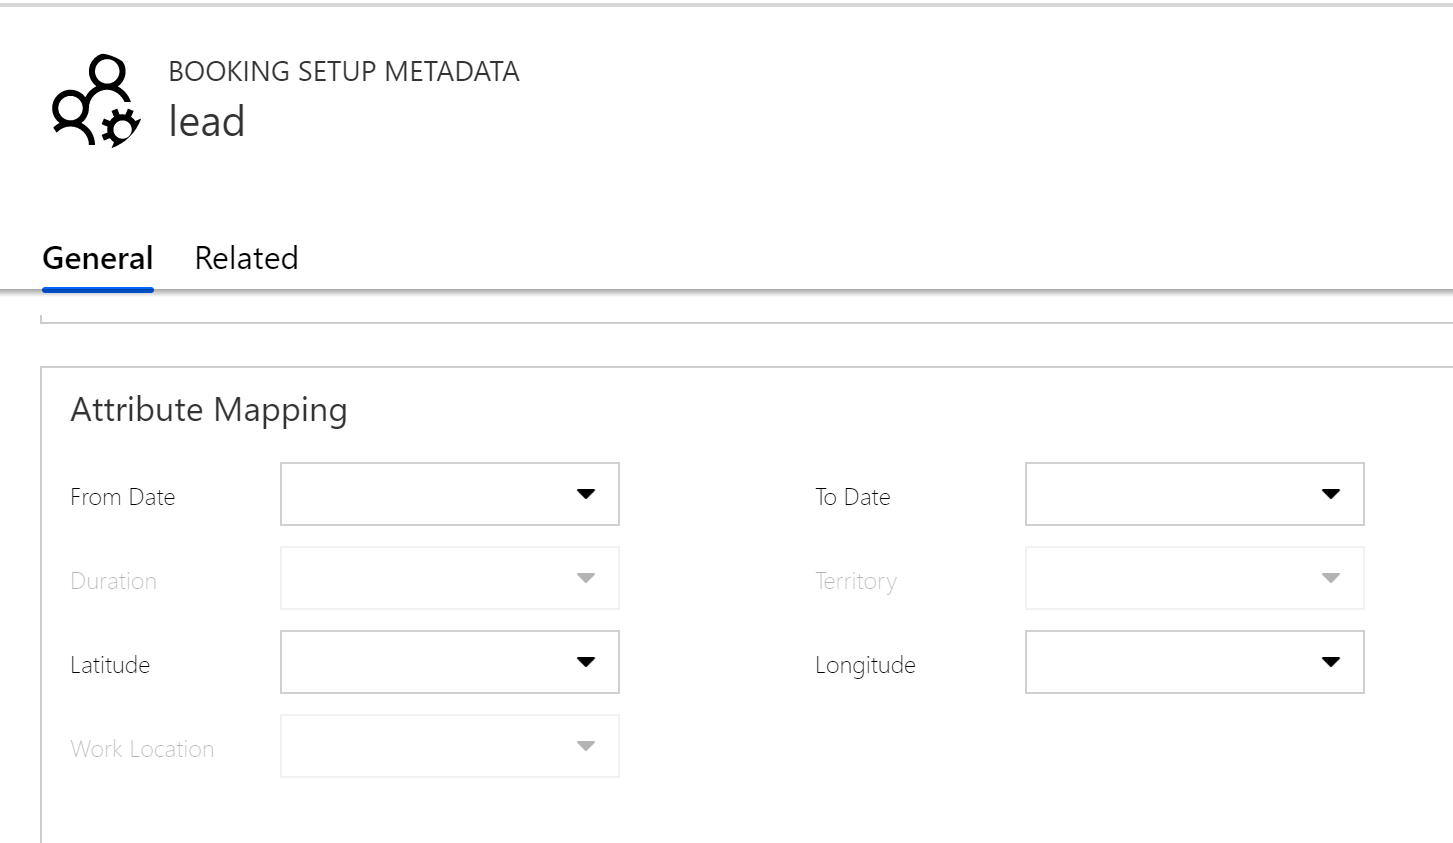 BOOKING SETUP METADATA
lead
General Related
Attribute Mapping
From Date To Date
Duration Territory
Latitude Longitude
Work Location